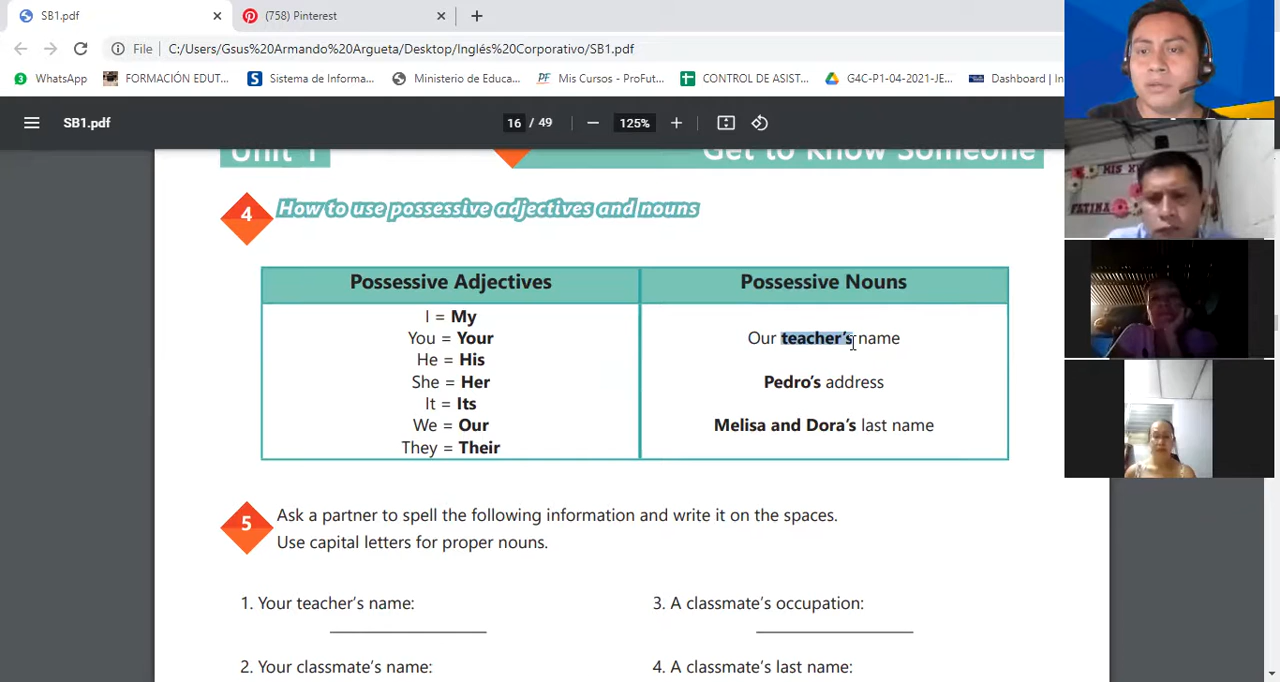 SB1.pdf
(758) Pinterest
File
C:/Users/Gsus%20Armando%20Argueta/Desktop/Inglés%20Corporativo/SB1.pdf
WhatsApp
FORMACIÓN EDUT...
Sistema de Informa...
Ministerio de Educa...
Mis Cursos - ProFut...
CONTROL DE ASIST...
G4C-P1-04-2021-JE...
Dashboard | In
SB1.pdf
16 / 49
125%
Unit 1
Get to Know Someone
4
How to use possessive adjectives and nouns
Possessive Adjectives
Possessive Nouns
I = My
You = Your
He = His
She = Her
It = Its
We = Our
They = Their
Our teacher's name
Pedro's address
Melisa and Dora's last name
5
Ask a partner to spell the following information and write it on the spaces.
Use capital letters for proper nouns.
1. Your teacher's name:
3. A classmate's occupation:
2. Your classmate's name:
4. A classmate's last name: